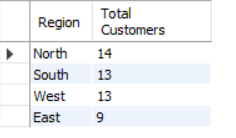 Region Total Customers
North 14
South 13
West 13
East 9